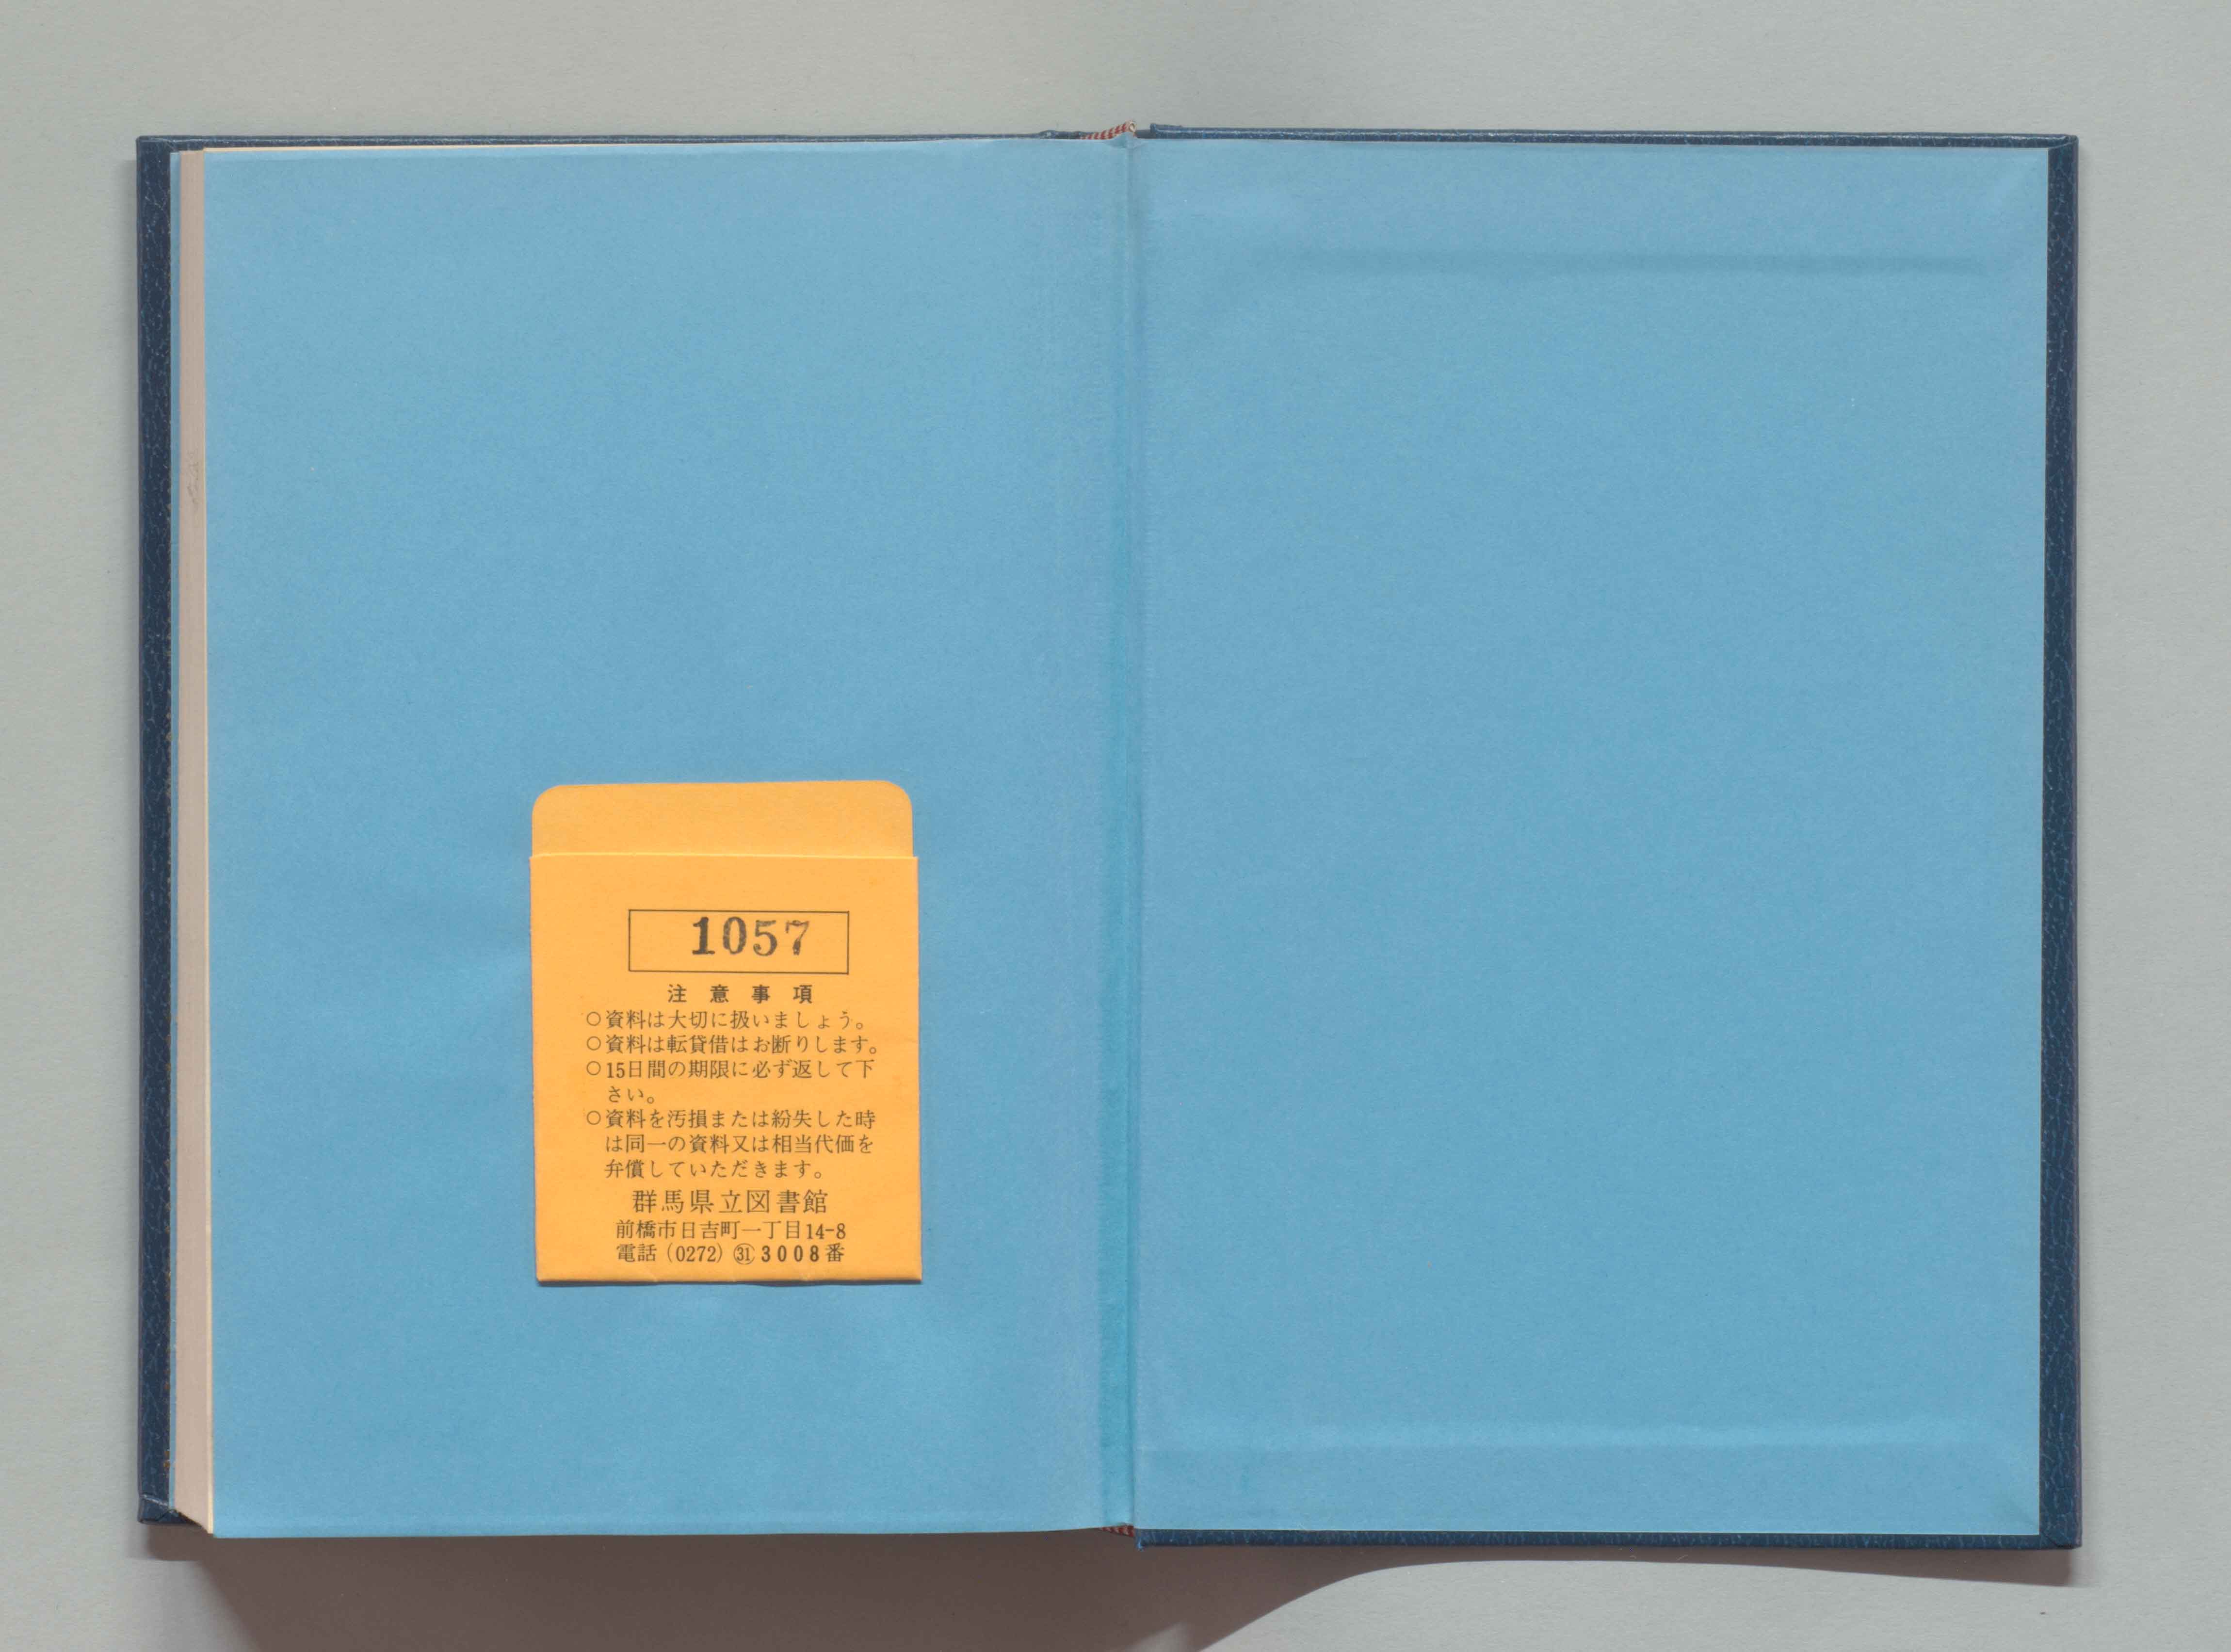 1057
注意事項
○資料は大切に扱いましょう。
○資料は転貸借はお断りします。
○15日間の期限に必ず返して下
さい。
○資料を汚損または紛失した時
は同一の資料又は相当代価を
弁償していただきます。
群馬県立図書館
前橋市日吉町一丁目14-8
電話(0272)㉛3008番